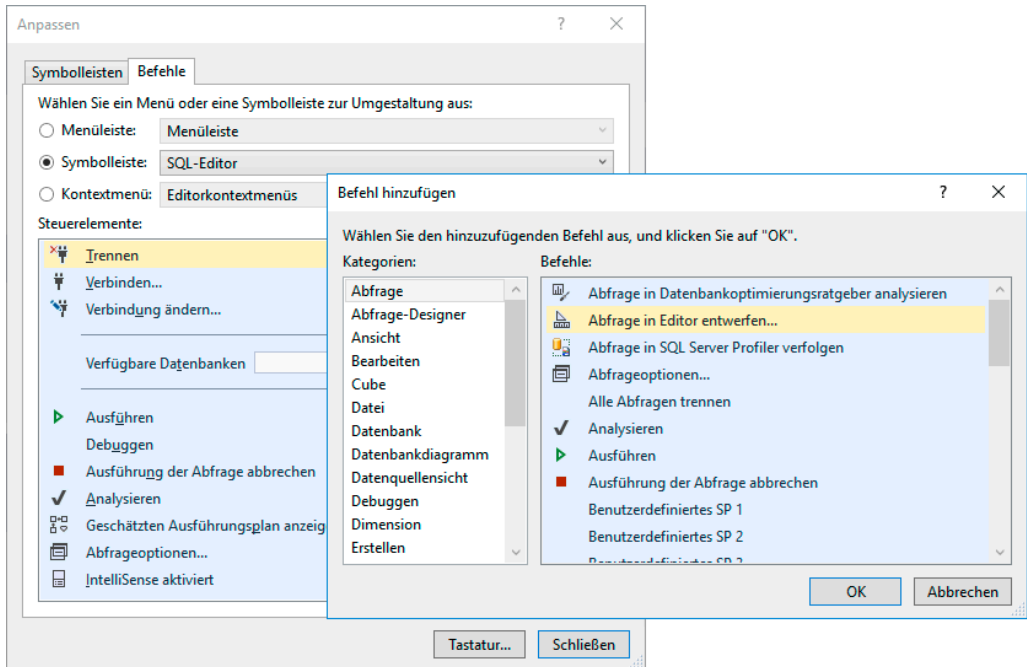 Anpassen
Symbolleisten Befehle
Wählen Sie ein Menü oder eine Symbolleiste zur Umgestaltung aus:
Menüleiste: Menüleiste
Symbolleiste: SQL-Editor
Kontextmenü: Editorkontextmenüs
Steuerelemente:
Trennen
Verbinden...
Verbindung ändern...
Verfügbare Datenbanken
Ausführen
Debuggen
Ausführung der Abfrage abbrechen
Analysieren
Geschätzten Ausführungsplan anzeig
Abfrageoptionen...
IntelliSense aktiviert
Tastatur... Schließen
Befehl hinzufügen
Wählen Sie den hinzuzufügenden Befehl aus, und klicken Sie auf "OK".
Kategorien:
Abfrage
Abfrage-Designer
Ansicht
Bearbeiten
Cube
Datei
Datenbank
Datenbankdiagramm
Datenquellensicht
Debuggen
Dimension
Erstellen
Befehle:
Abfrage in Datenbankoptimierungsratgeber analysieren
Abfrage in Editor entwerfen...
Abfrage in SQL Server Profiler verfolgen
Abfrageoptionen...
Alle Abfragen trennen
Analysieren
Ausführen
Ausführung der Abfrage abbrechen
Benutzerdefiniertes SP 1
Benutzerdefiniertes SP 2
Benutzerdefiniertes SP 3
OK Abbrechen